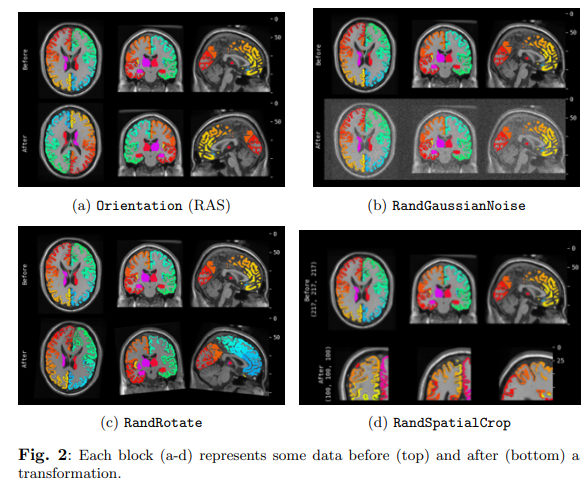 Before
After
0
50
0
50
(a) Orientation (RAS)
Before
After
0
50
0
50
(b) RandGaussianNoise
Before
After
0
50
0
50
(c) RandRotate
Before
(217, 217, 217)
After
(100, 100, 100)
0
50
0
25
(d) RandSpatialCrop
Fig. 2: Each block (a-d) represents some data before (top) and after (bottom) a
transformation.